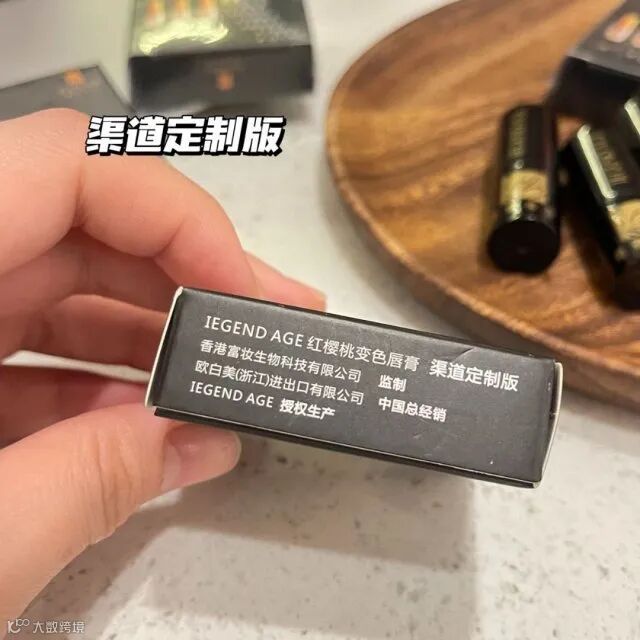 渠道定制版
IEGEND AGE 红樱桃变色唇膏 渠道定制版
香港富妆生物科技有限公司 监制
欧白美(浙江)进出口有限公司 中国总经销
IEGEND AGE 授权生产
大数跨境